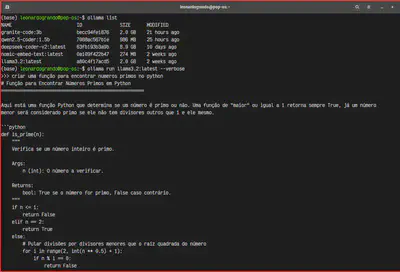 leonardogrando@pop-os: ~
(base) leonardogrando@pop-os:~$ ollama list
NAME ID SIZE MODIFIED
granite-code:3b 2.0 GB 21 hours ago
qwen2.5-coder:1.5b 986 MB 25 hours ago
deepseek-coder-v2:latest 8.9 GB 10 days ago
nomic-embed-text:latest 0a109f422b47 274 MB 2 weeks ago
llama3.2:latest a80c4f17acd5 2.0 GB 2 weeks ago
(base) leonardogrando@pop-os:~$ ollama run llama3.2:latest --verbose
>>> criar uma função para encontrar números primos no python
# Função para Encontrar Números Primos em Python
Aqui está uma função Python que determina se um número é primo ou não. Uma função de "maior" ou igual a 1 retorna sempre True, já um número
menor será considerado primo se ele não tem divisores outros que 1 e ele mesmo.
```python
def is_prime(n):
"""
Verifica se um número inteiro é primo.
Args:
n (int): O número a verificar.
Returns:
bool: True se o número for primo, False caso contrário.
"""
if n <= 1:
return False
elif n == 2:
return True
else:
# Pular divisões por divisores menores que a raiz quadrada do número
for i in range(2, int(n ** 0.5) + 1):
if n % i == 0:
return False